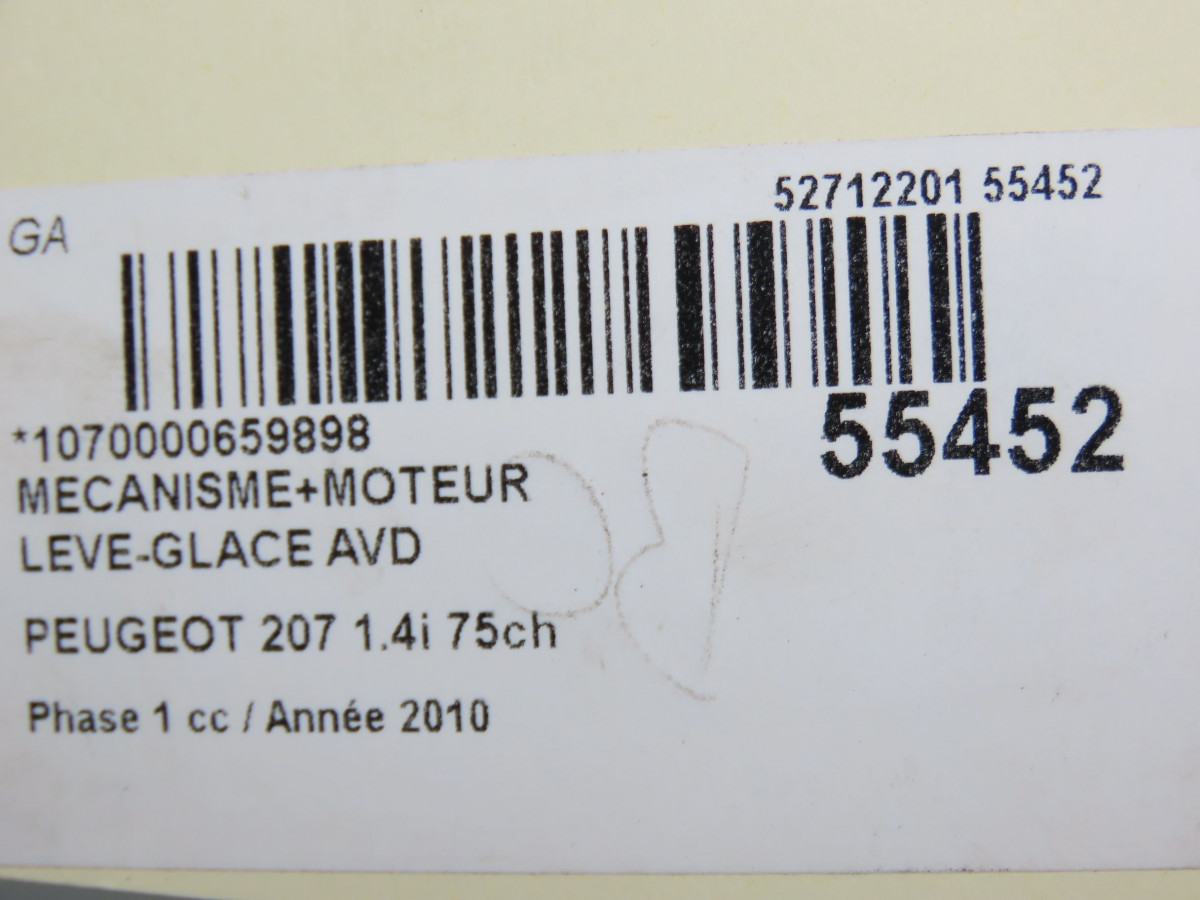 GA
52712201 55452
55452
*1070000659898
MECANISME+MOTEUR
LEVE-GLACE AVD
PEUGEOT 207 1.4i 75ch
Phase 1 cc / Année 2010